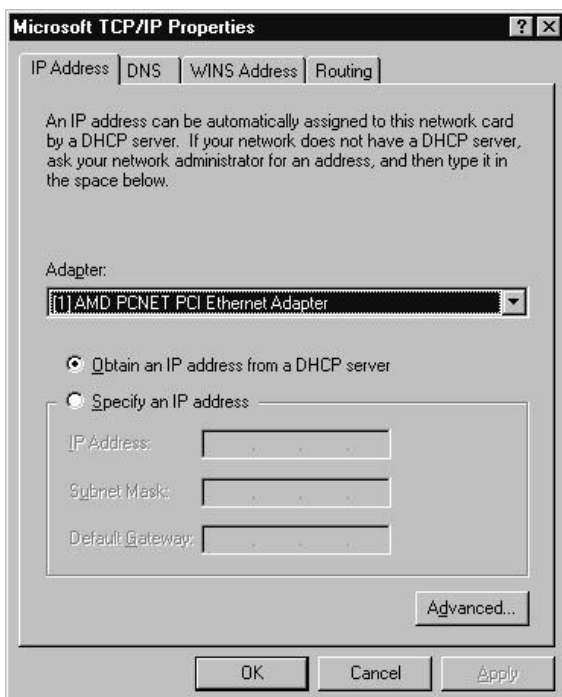 Microsoft TCP/IP Properties
IP Address DNS WINS Address Routing
An IP address can be automatically assigned to this network card
by a DHCP server. If your network does not have a DHCP server,
ask your network administrator for an address, and then type it in
the space below.
Adapter:
[1] AMD PCNET PCI Ethernet Adapter
Obtain an IP address from a DHCP server
Specify an IP address
IP Address:
Subnet Mask:
Default Gateway:
Advanced...
OK Cancel Apply